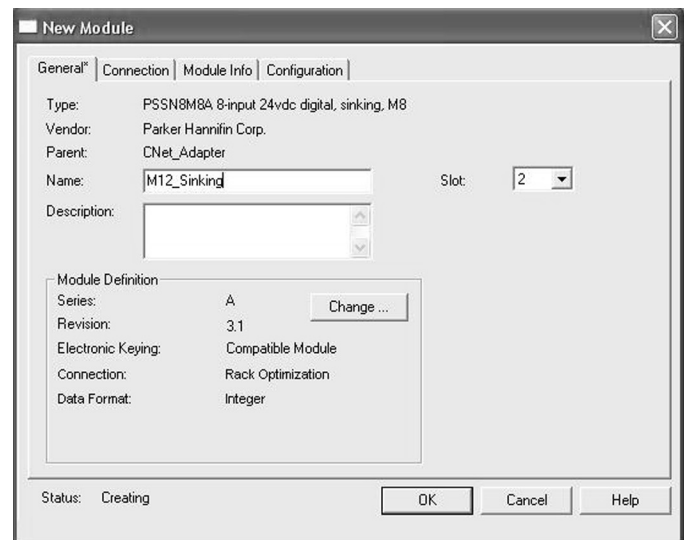 New Module
General* Connection Module Info Configuration
Type: PSSN8M8A 8-input 24vdc digital, sinking, M8
Vendor: Parker Hannifin Corp.
Parent: CNet_Adapter
Name: M12_Sinking Slot: 2
Description:
Module Definition
Series: A Change ...
Revision: 3.1
Electronic Keying: Compatible Module
Connection: Rack Optimization
Data Format: Integer
Status: Creating OK Cancel Help